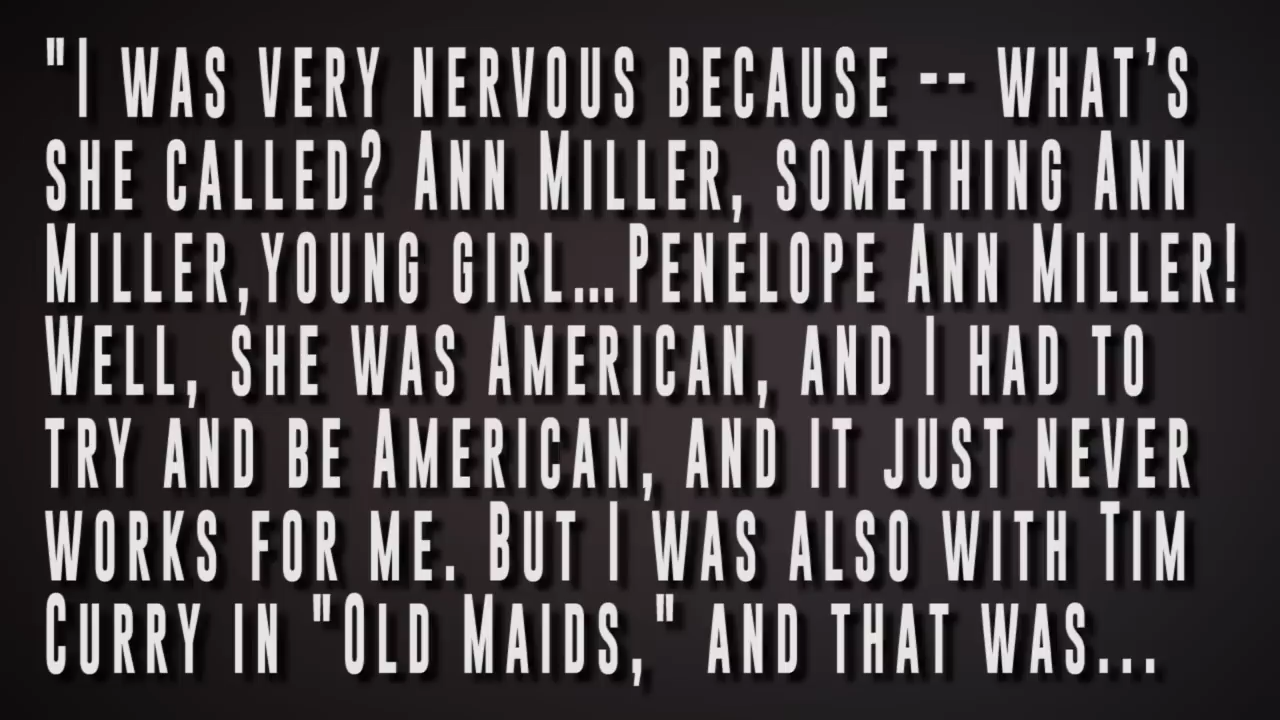 "I was very nervous because -- what's
she called? Ann Miller, something Ann
Miller,young girl...Penelope Ann Miller!
Well, she was American, and I had to
try and be American, and it just never
works for me. But I was also with Tim
Curry in "Old Maids," and that was...